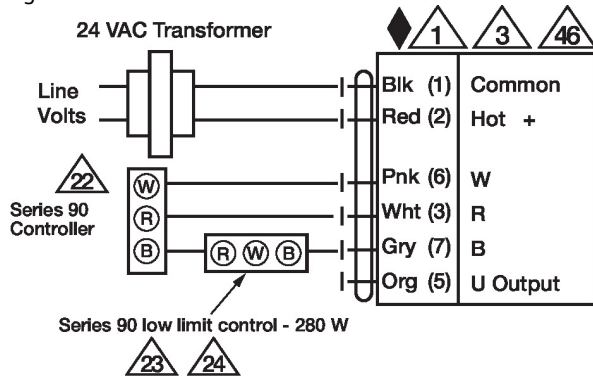 24 VAC Transformer
1 3 46
Line
Volts
Blk (1) Common
Red (2) Hot +
Pnk (6) W
Wht (3) R
Gry (7) B
Org (5) U Output
22
Series 90
Controller
W
R
B
R W B
Series 90 low limit control - 280 W
23 24